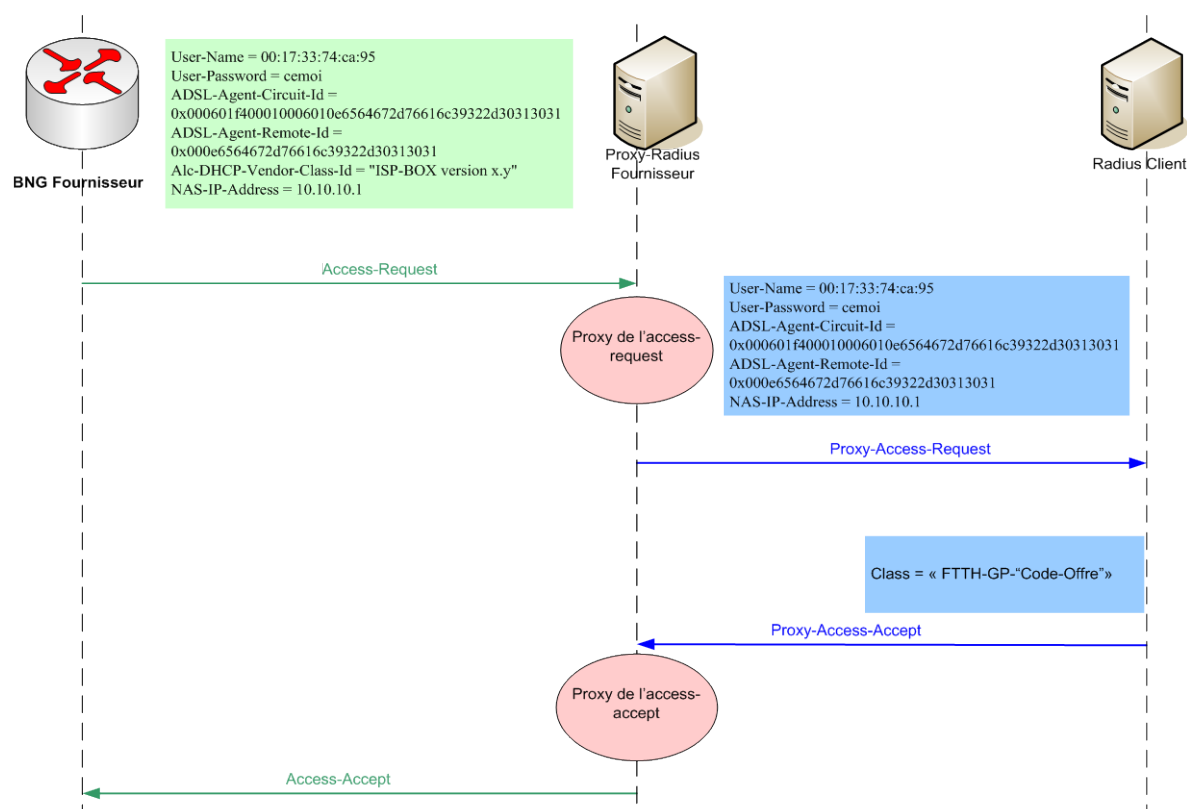 User-Name = 00:17:33:74:ca:95
User-Password = cemoi
ADSL-Agent-Circuit-Id =
0x000601f400010006010e6564672d76616c39322d30313031
ADSL-Agent-Remote-Id =
0x000e6564672d76616c39322d30313031
Alc-DHCP-Vendor-Class-Id = "ISP-BOX version x.y"
NAS-IP-Address = 10.10.10.1
BNG Fournisseur
Proxy-Radius
Fournisseur
Radius Client
Access-Request
Proxy de l’access-
request
User-Name = 00:17:33:74:ca:95
User-Password = cemoi
ADSL-Agent-Circuit-Id =
0x000601f400010006010e6564672d76616c39322d30313031
ADSL-Agent-Remote-Id =
0x000e6564672d76616c39322d30313031
NAS-IP-Address = 10.10.10.1
Proxy-Access-Request
Class = « FTTH-GP-“Code-Offre”»
Proxy-Access-Accept
Proxy de l’access-
accept
Access-Accept